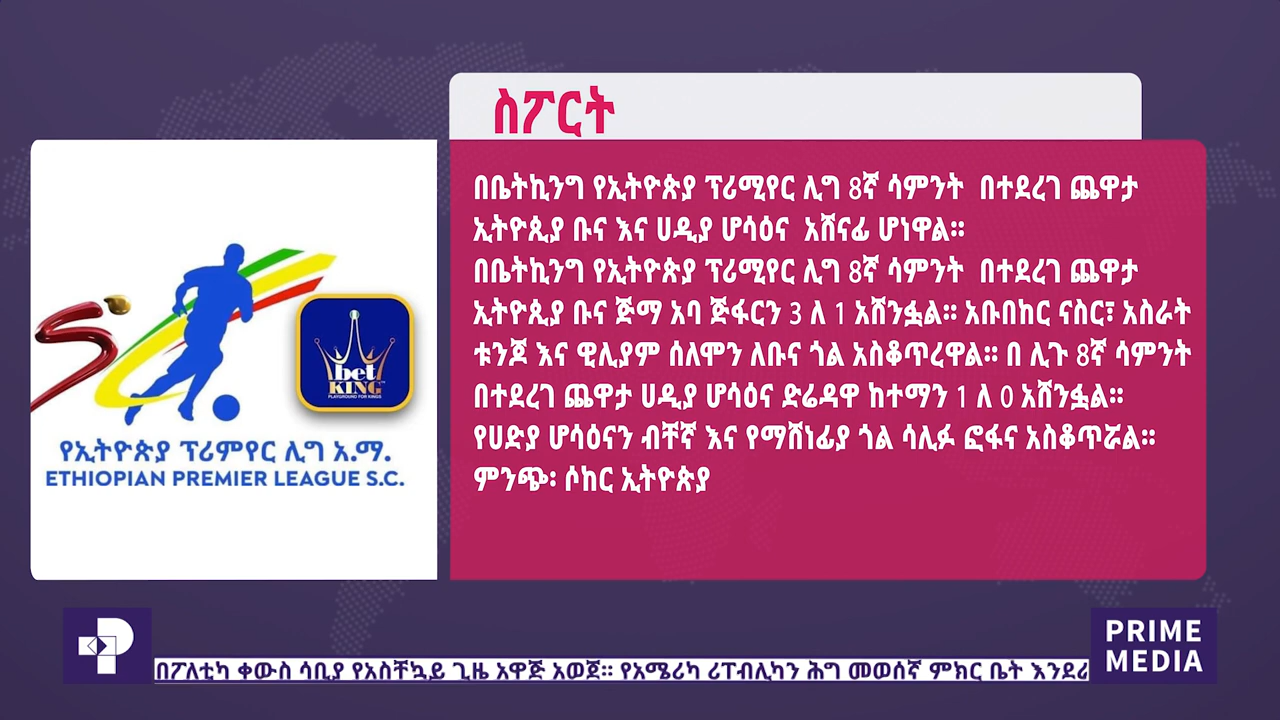 ስፖርት
በቤትኪንግ የኢትዮጵያ ፕሪሚየር ሊግ 8ኛ ሳምንት በተደረገ ጨዋታ
ኢትዮጲያ ቡና እና ሀዲያ ሆሳዕና አሸናፊ ሆነዋል።
በቤትኪንግ የኢትዮጵያ ፕሪሚየር ሊግ 8ኛ ሳምንት በተደረገ ጨዋታ
ኢትዮጲያ ቡና ጅማ አባ ጅፋርን 3 ለ 1 አሸንፏል። አቡበከር ናስር፣ አስራት
ቱንጆ እና ዊሊያም ሰለሞን ለቡና ጎል አስቆጥረዋል። በ ሊጉ 8ኛ ሳምንት
በተደረገ ጨዋታ ሀዲያ ሆሳዕና ድሬዳዋ ከተማን 1 ለ 0 አሸንፏል።
የሀድያ ሆሳዕናን ብቸኛ እና የማሸነፊያ ጎል ሳሊፉ ፎፋና አስቆጥሯል።
ምንጭ፡ ሶከር ኢትዮጵያ
bet
KING
PLAYGROUND FOR KINGS
የኢትዮጵያ ፕሪምየር ሊግ አ.ማ.
ETHIOPIAN PREMIER LEAGUE S.C.
በፖለቲካ ቀውስ ሳቢያ የአስቸኳይ ጊዜ አዋጅ አወጀ። የአሜሪካ ሪፐብሊካን ሕግ መወሰኛ ምክር ቤት
PRIME
MEDIA